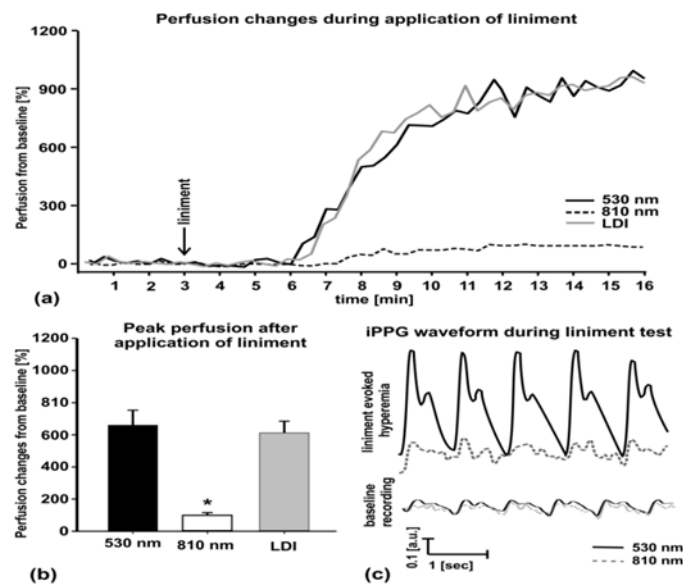 Perfusion changes during application of liniment
1200
900
600
300
0
Perfusion from baseline [%]
liniment
530 nm
810 nm
LDI
1 2 3 4 5 6 7 8 9 10 11 12 13 14 15 16
time [min]
(a)
Peak perfusion after
application of liniment
1200
1000
810
600
400
200
0
Perfusion changes from baseline [%]
*
530 nm 810 nm LDI
(b)
iPPG waveform during liniment test
liniment evoked
hyperemia
baseline
recording
0.1 [a.u.]
1 [sec]
530 nm
810 nm
(c)